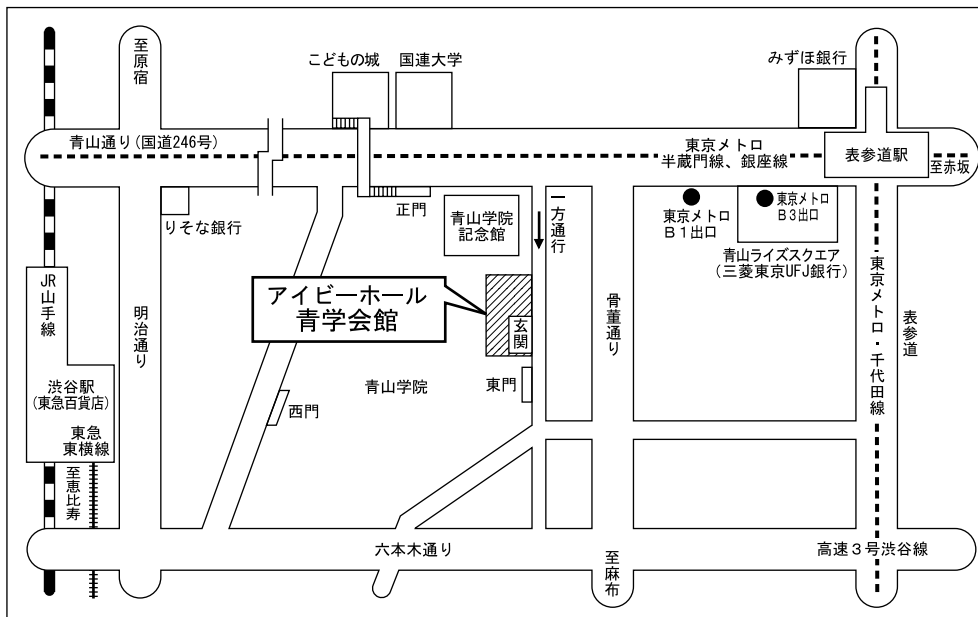 至原宿
こどもの城
国連大学
みずほ銀行
青山通り(国道246号)
東京メトロ
半蔵門線、銀座線
表参道駅
至赤坂
りそな銀行
正門
青山学院
記念館
一方通行
東京メトロ
B1出口
東京メトロ
B3出口
青山ライズスクエア
(三菱東京UFJ銀行)
JR山手線
明治通り
アイビーホール
青学会館
玄関
骨董通り
東京メトロ・千代田線
表参道
渋谷駅
(東急百貨店)
東急
東横線
至恵比寿
西門
青山学院
東門
六本木通り
至麻布
高速3号渋谷線